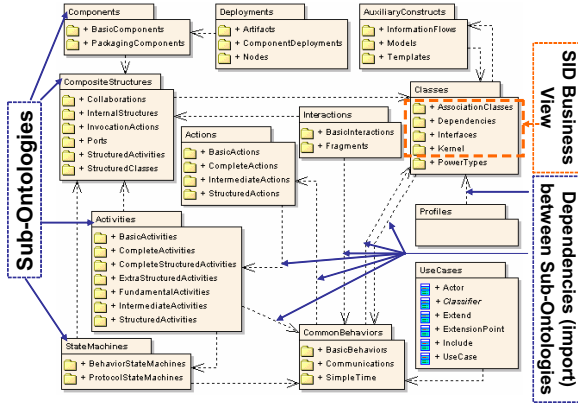 Components
+ BasicComponents
+ PackagingComponents
Deployments
+ Artifacts
+ ComponentDeployments
+ Nodes
AuxiliaryConstructs
+ InformationFlows
+ Models
+ Templates
CompositeStructures
+ Collaborations
+ InternalStructures
+ InvocationActions
+ Ports
+ StructuredActivities
+ StructuredClasses
Classes
+ AssociationClasses
+ Dependencies
+ Interfaces
+ Kernel
+ PowerTypes
Interactions
+ BasicInteractions
+ Fragments
Actions
+ BasicActions
+ CompleteActions
+ IntermediateActions
+ StructuredActions
Activities
+ BasicActivities
+ CompleteActivities
+ CompleteStructuredActivities
+ ExtraStructuredActivities
+ FundamentalActivities
+ IntermediateActivities
+ StructuredActivities
Profiles
UseCases
+ Actor
+ Classifier
+ Extend
+ ExtensionPoint
+ Include
+ UseCase
StateMachines
+ BehaviorStateMachines
+ ProtocolStateMachines
CommonBehaviors
+ BasicBehaviors
+ Communications
+ SimpleTime
Sub-Ontologies
SID Business
View
Dependencies (import)
between Sub-Ontologies